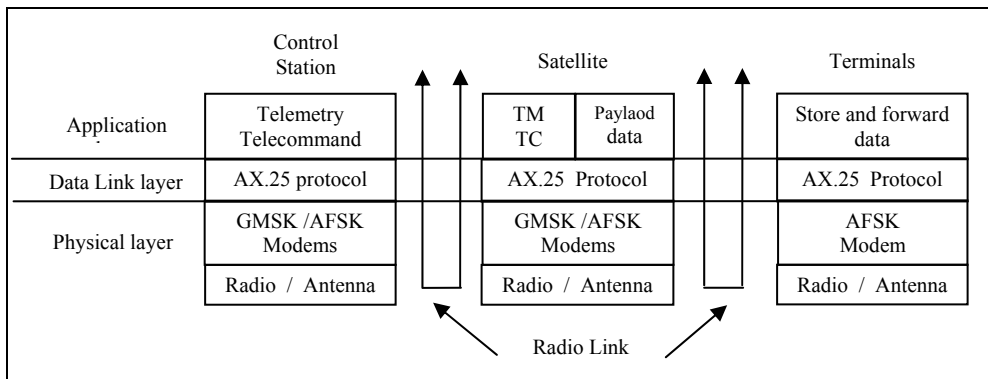 Control
Station
Satellite
Terminals
Application
Telemetry
Telecommand
TM
TC
Paylaod
data
Store and forward
data
Data Link layer
AX.25 protocol
AX.25 Protocol
AX.25 Protocol
Physical layer
GMSK /AFSK
Modems
GMSK /AFSK
Modems
AFSK
Modem
Radio / Antenna
Radio / Antenna
Radio / Antenna
Radio Link